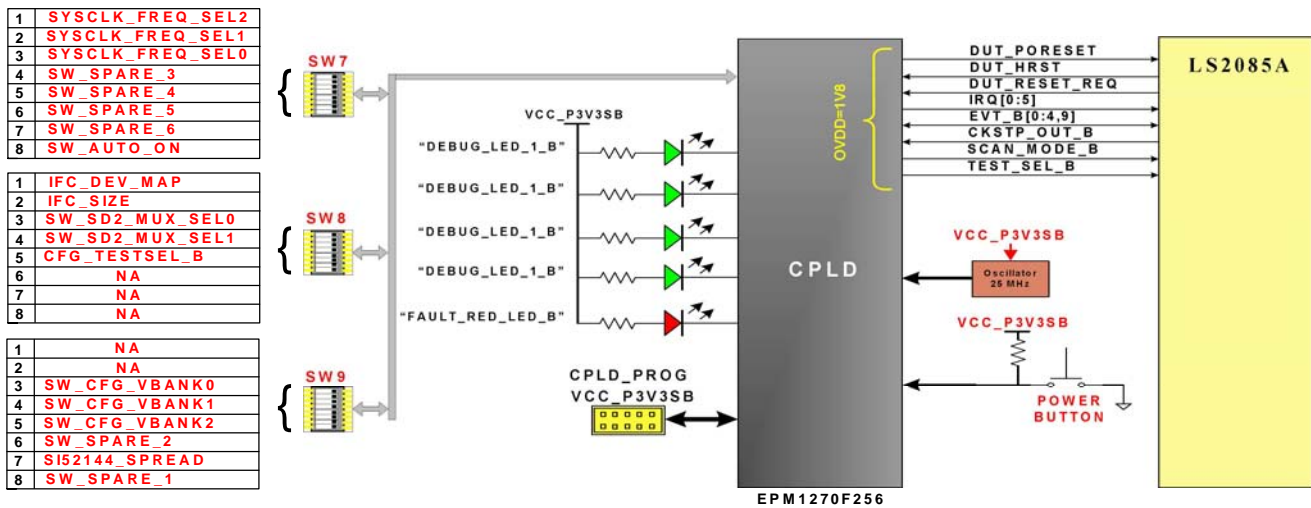 1 SYSCLK_FREQ_SEL2
2 SYSCLK_FREQ_SEL1
3 SYSCLK_FREQ_SEL0
4 SW_SPARE_3
5 SW_SPARE_4
6 SW_SPARE_5
7 SW_SPARE_6
8 SW_AUTO_ON
SW7
1 IFC_DEV_MAP
2 IFC_SIZE
3 SW_SD2_MUX_SEL0
4 SW_SD2_MUX_SEL1
5 CFG_TESTSEL_B
6 NA
7 NA
8 NA
SW8
1 NA
2 NA
3 SW_CFG_VBANK0
4 SW_CFG_VBANK1
5 SW_CFG_VBANK2
6 SW_SPARE_2
7 SI52144_SPREAD
8 SW_SPARE_1
SW9
VCC_P3V3SB
"DEBUG_LED_1_B"
"DEBUG_LED_1_B"
"DEBUG_LED_1_B"
"DEBUG_LED_1_B"
"FAULT_RED_LED_B"
CPLD_PROG
VCC_P3V3SB
CPLD
OVDD=1V8
EPM1270F256
DUT_PORESET
DUT_HRST
DUT_RESET_REQ
IRQ[0:5]
EVT_B[0:4,9]
CKSTP_OUT_B
SCAN_MODE_B
TEST_SEL_B
LS2085A
VCC_P3V3SB
Oscillator
25 MHz
VCC_P3V3SB
POWER
BUTTON